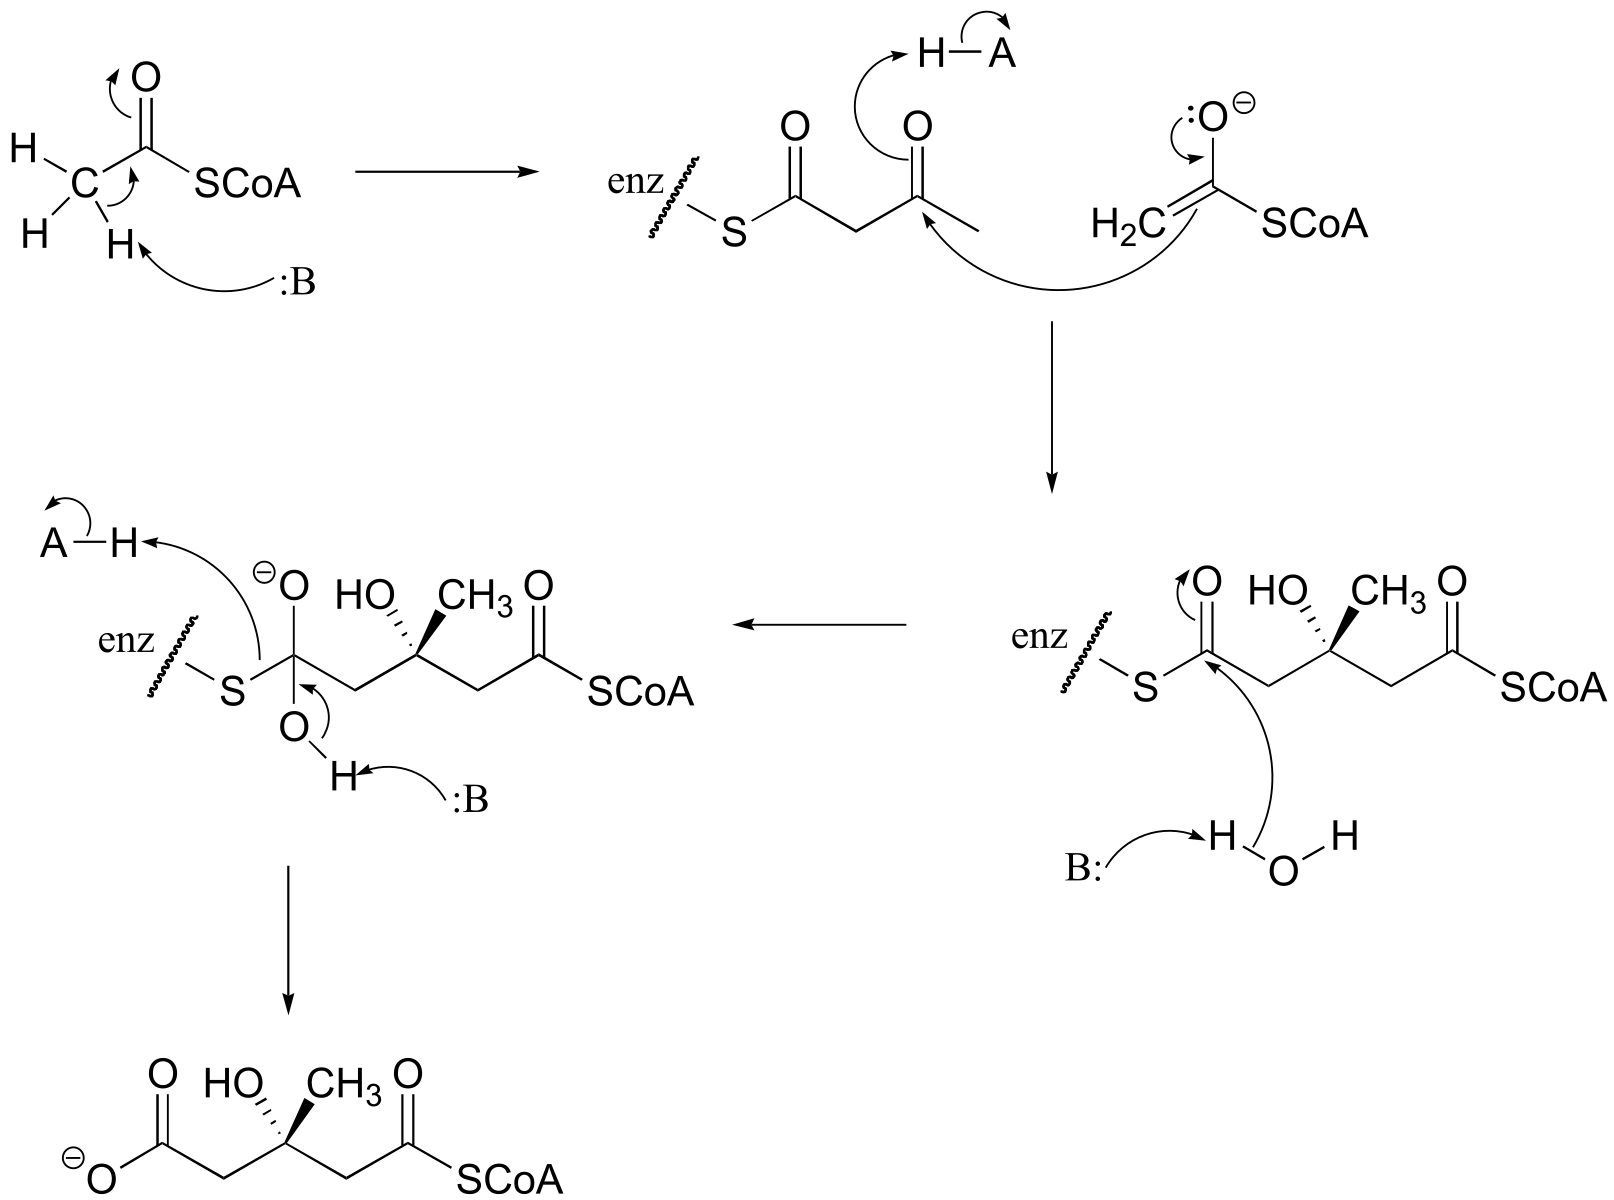 H–A
O
H
C
SCoA
H
H
:B
O
O
:O⊖
enz
S
H₂C
SCoA
A–H
⊖O
HO
CH₃
O
enz
S
SCoA
O
H
:B
O
HO
CH₃
O
enz
S
SCoA
B:
H
O
H
O
HO
CH₃
O
⊖O
SCoA